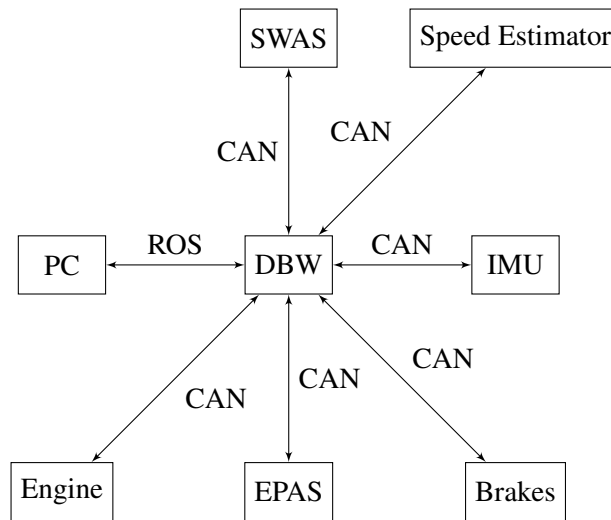 SWAS
Speed Estimator
CAN
CAN
PC
ROS
DBW
CAN
IMU
CAN
CAN
CAN
Engine
EPAS
Brakes